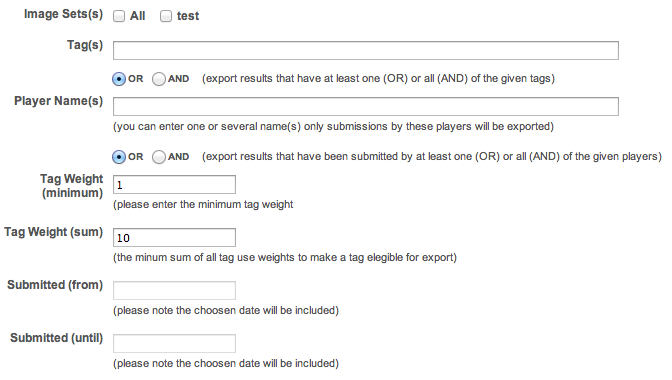 Image Sets(s) All test
Tag(s)
OR AND (export results that have at least one (OR) or all (AND) of the given tags)
Player Name(s)
(you can enter one or several name(s) only submissions by these players will be exported)
OR AND (export results that have been submitted by at least one (OR) or all (AND) of the given players)
Tag Weight
(minimum) 1
(please enter the minimum tag weight
Tag Weight (sum) 10
(the minum sum of all tag use weights to make a tag elegible for export)
Submitted (from)
(please note the choosen date will be included)
Submitted (until)
(please note the choosen date will be included)